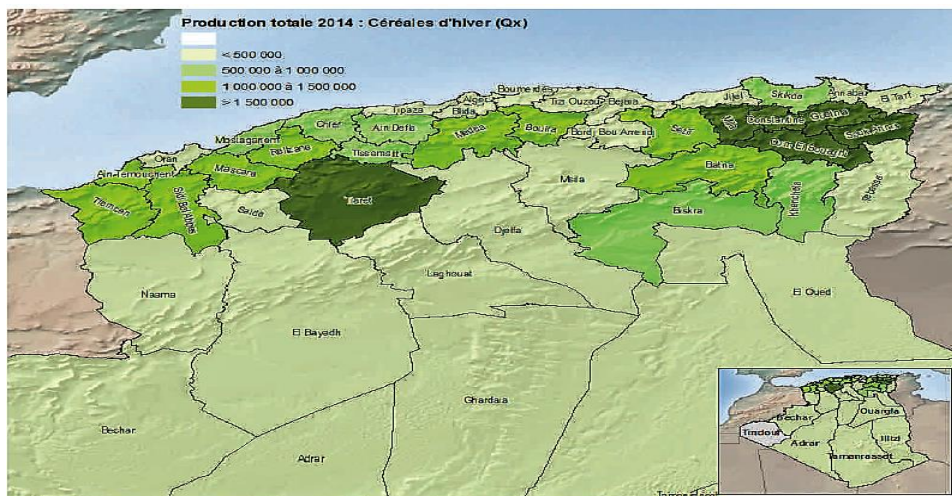 Production totale 2014 : Céréales d'hiver (Qx)
< 500 000
500 000 à 1 000 000
1 000 000 à 1 500 000
> 1 500 000
Boumerdès
Alger
Tizi Ouzou
Bejaia
Jijel
Skikda
Annaba
El Tarf
Tipaza
Blida
Mila
Constantine
Guelma
Chlef
Ain Defla
Medea
Bouira
Bordj Bou Arreridj
Setif
Souk Ahras
Mostaganem
Relizane
Tissemsilt
Oum El Bouaghi
Oran
Ain Temouchent
Mascara
Batna
Msila
Tlemcen
Sidi Bel Abbes
Saida
Tiaret
Khenchla
Tebessa
Biskra
Djelfa
Laghouat
Naama
El Oued
El Bayadh
Ghardaia
Bechar
Adrar
Bechar
Ouargla
Tindouf
Adrar
Illizi
Tamanrasset